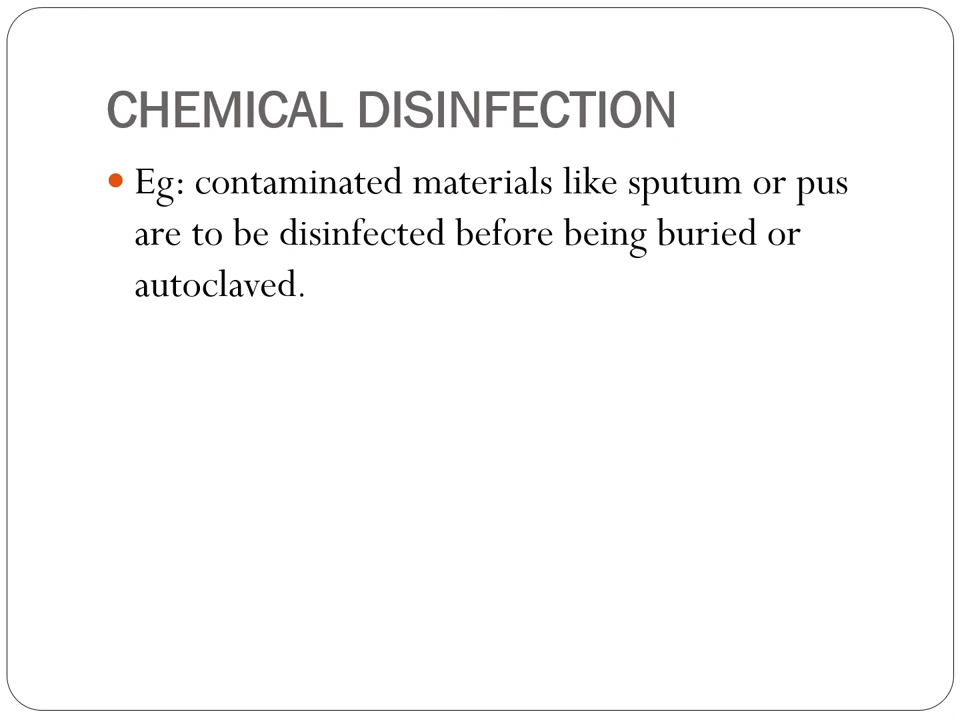 CHEMICAL DISINFECTION
• Eg: contaminated materials like sputum or pus
are to be disinfected before being buried or
autoclaved.